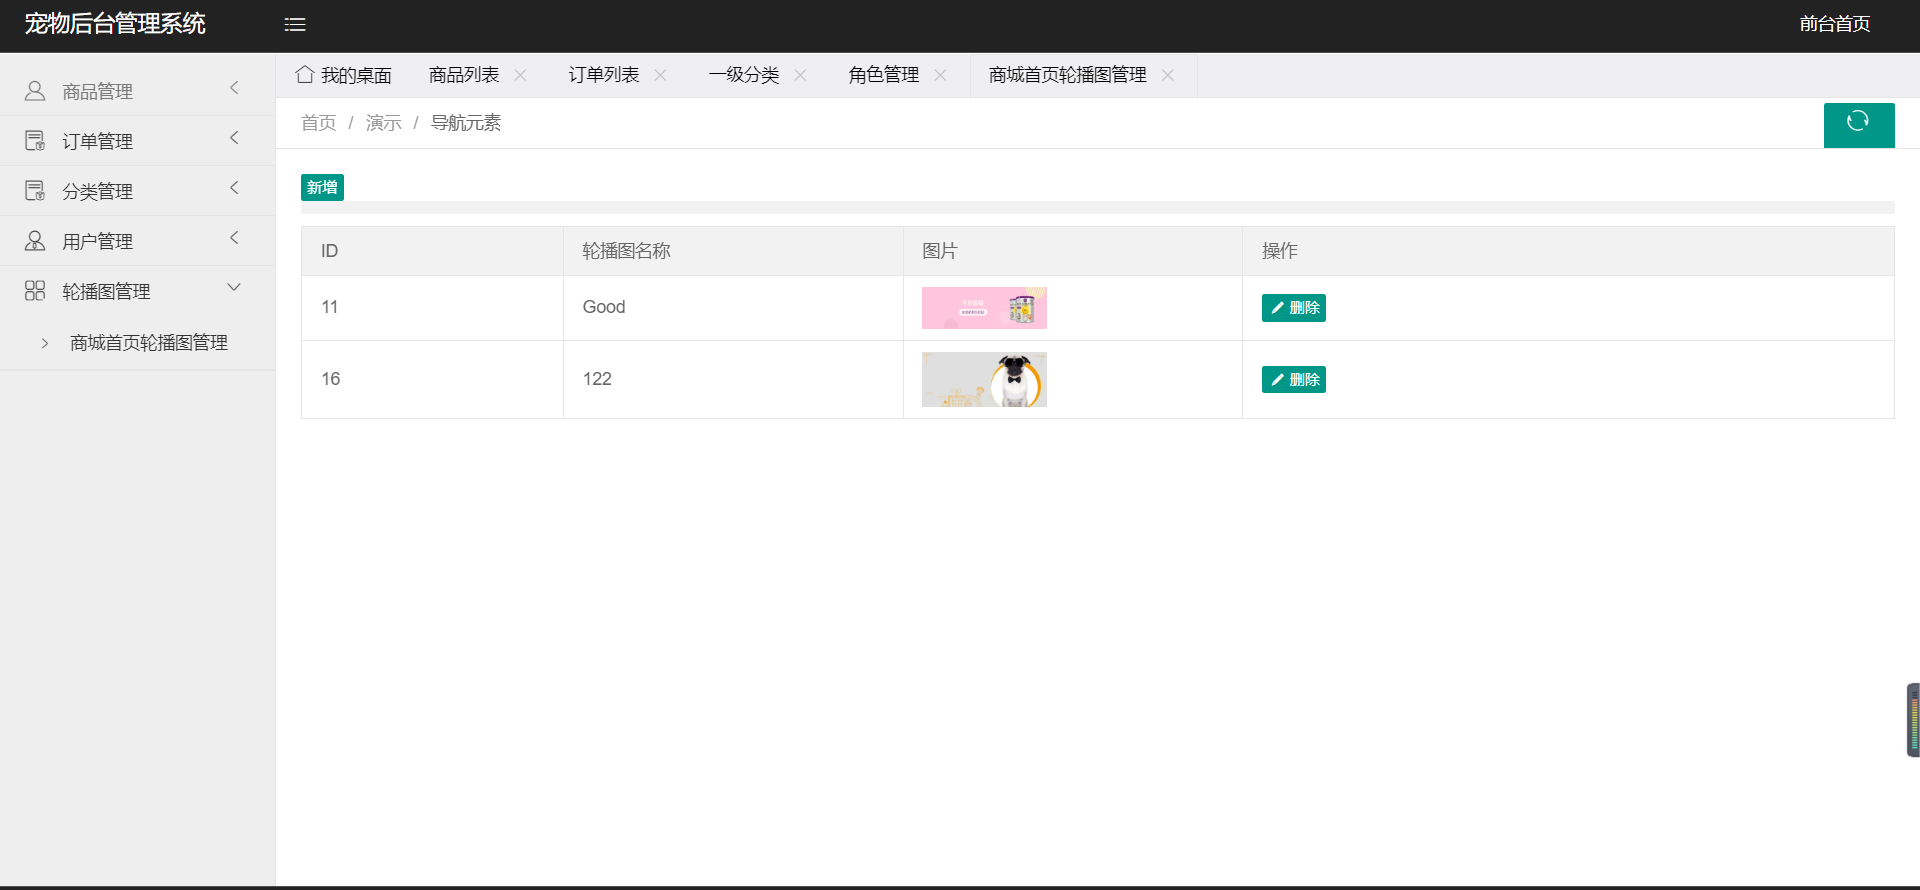 宠物后台管理系统
前台首页
商品管理
订单管理
分类管理
用户管理
轮播图管理
商城首页轮播图管理
我的桌面 商品列表 订单列表 一级分类 角色管理 商城首页轮播图管理
首页 / 演示 / 导航元素
新增
ID 轮播图名称 图片 操作
11 Good 删除
16 122 删除